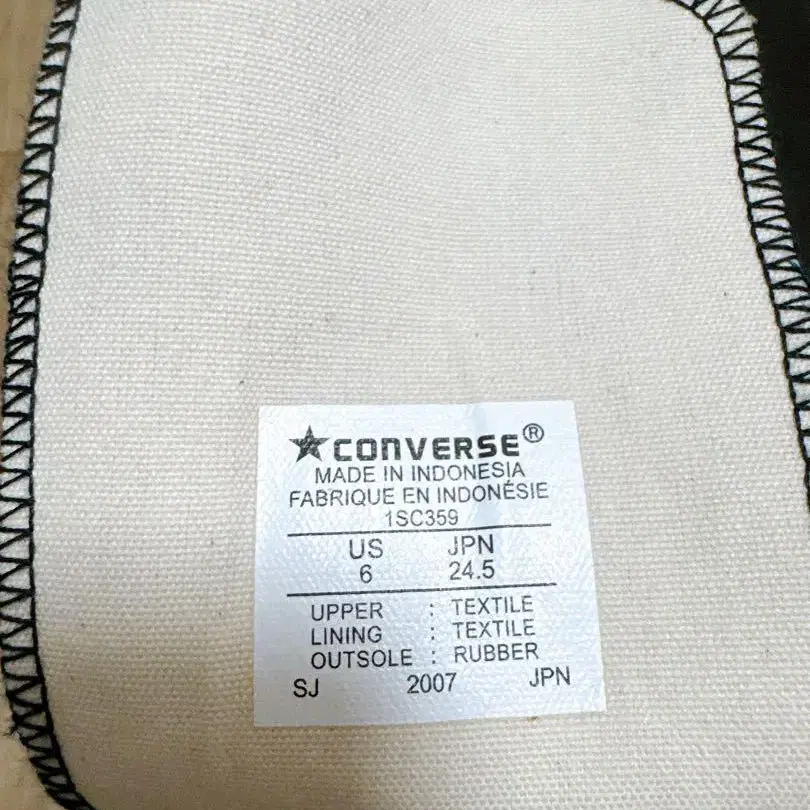 ★CONVERSE®
MADE IN INDONESIA
FABRIQUE EN INDONÉSIE
1SC359
US JPN
6 24.5
UPPER : TEXTILE
LINING : TEXTILE
OUTSOLE : RUBBER
SJ 2007 JPN